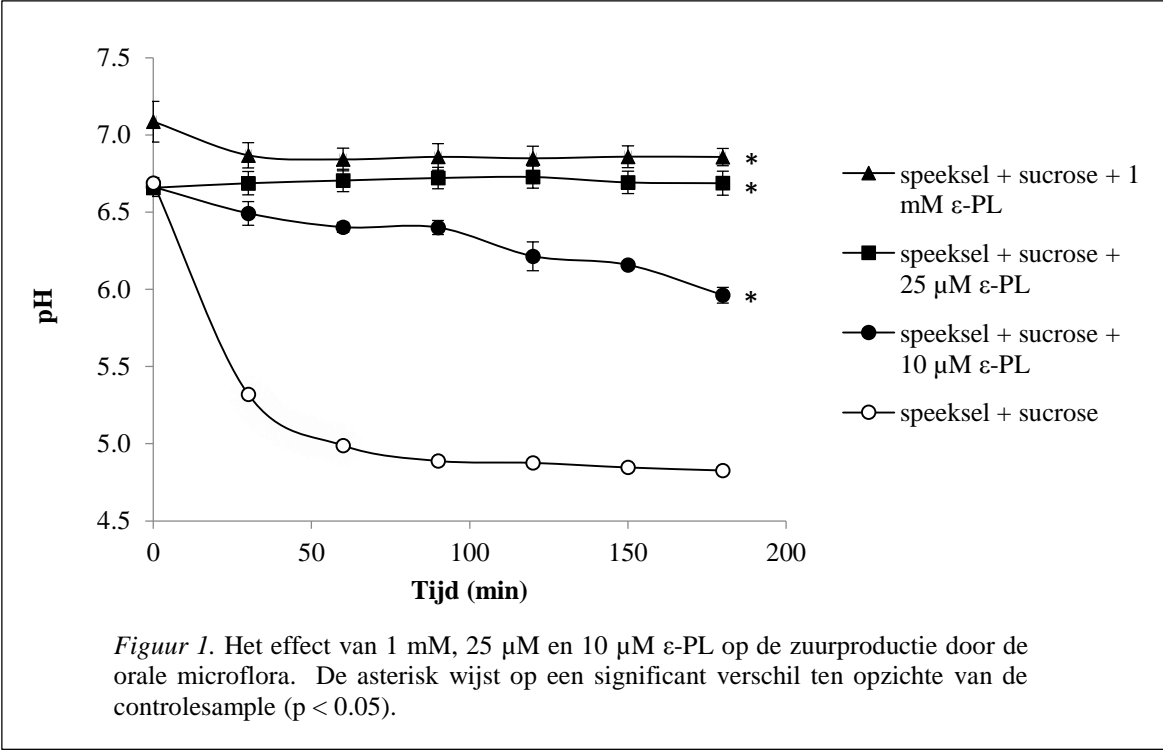 7.5
7.0
6.5
6.0
5.5
5.0
4.5
pH
0
50
100
150
200
Tijd (min)
*
*
*
speeksel + sucrose + 1
mM ε-PL
speeksel + sucrose +
25 µM ε-PL
speeksel + sucrose +
10 µM ε-PL
speeksel + sucrose
Figuur 1. Het effect van 1 mM, 25 µM en 10 µM ε-PL op de zuurproductie door de
orale microflora. De asterisk wijst op een significant verschil ten opzichte van de
controlesample (p < 0.05).